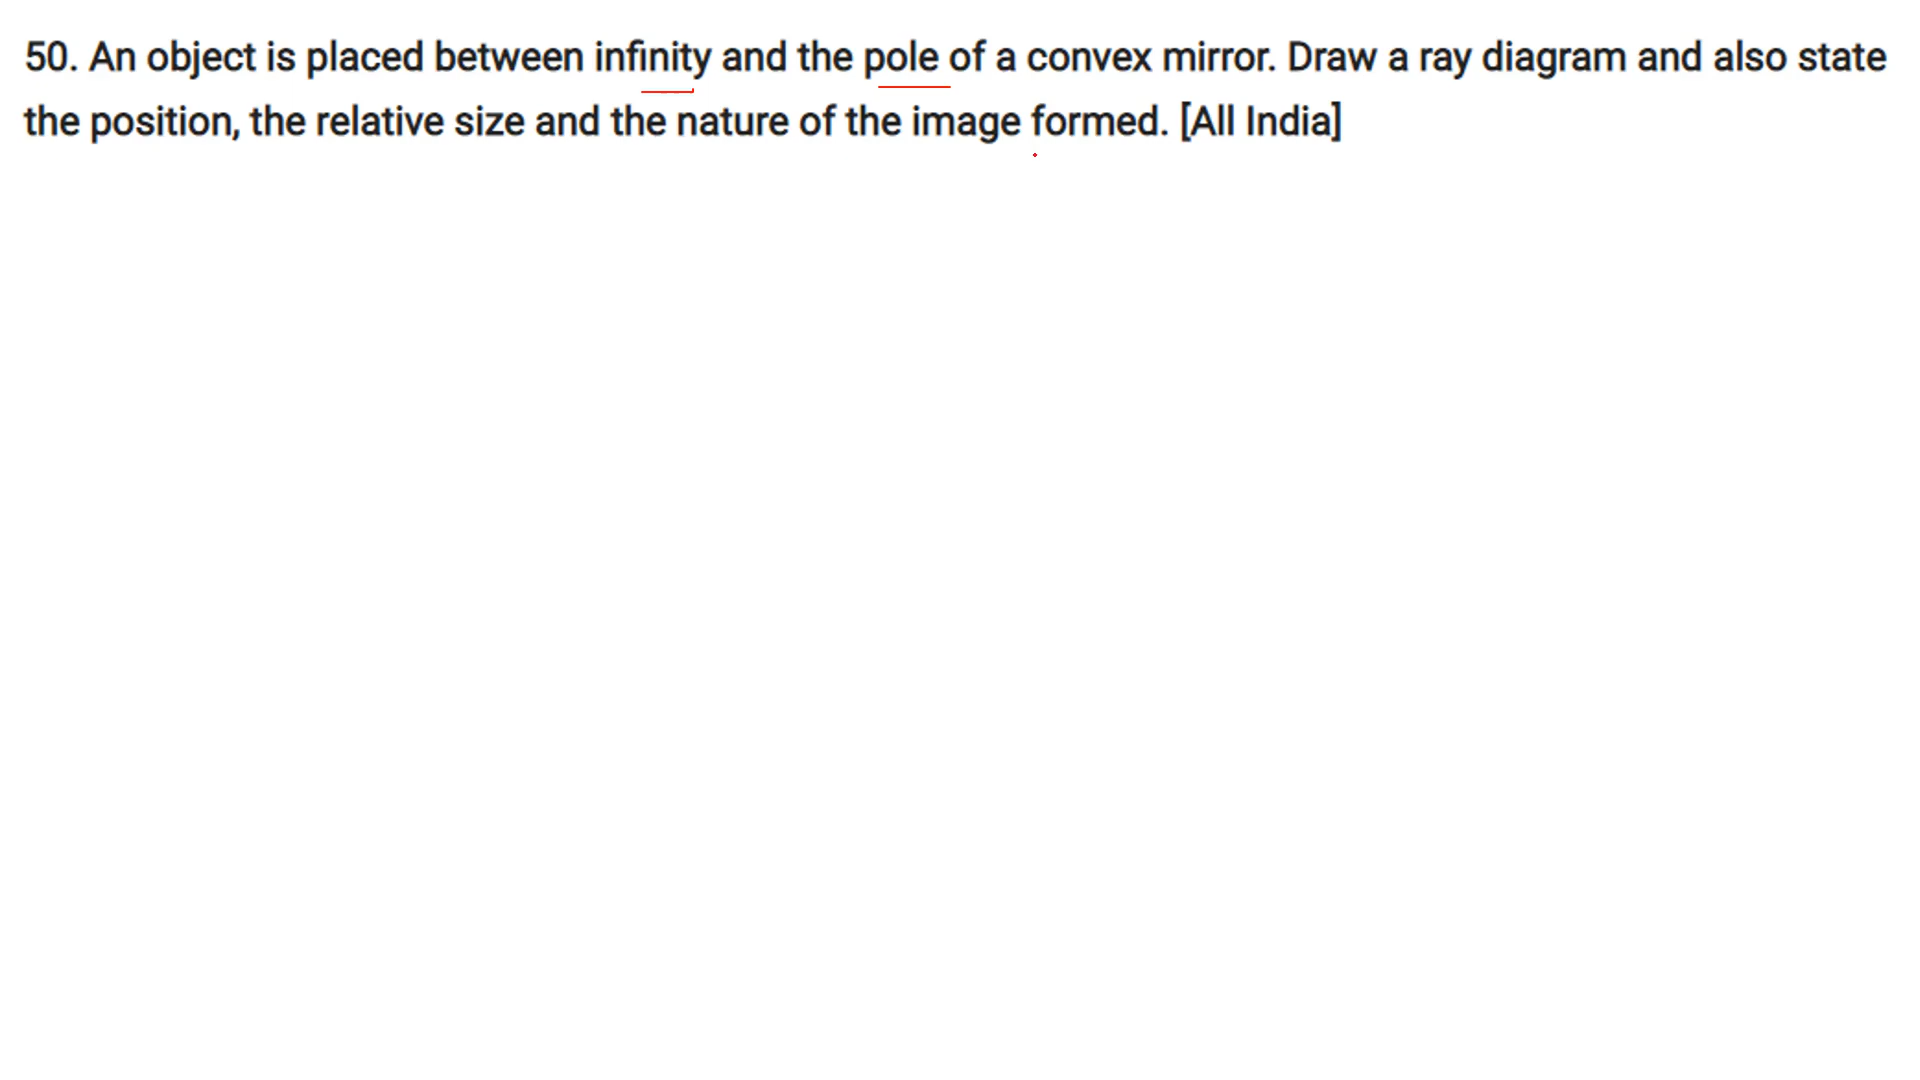 50. An object is placed between infinity and the pole of a convex mirror. Draw a ray diagram and also state
the position, the relative size and the nature of the image formed. [All India]